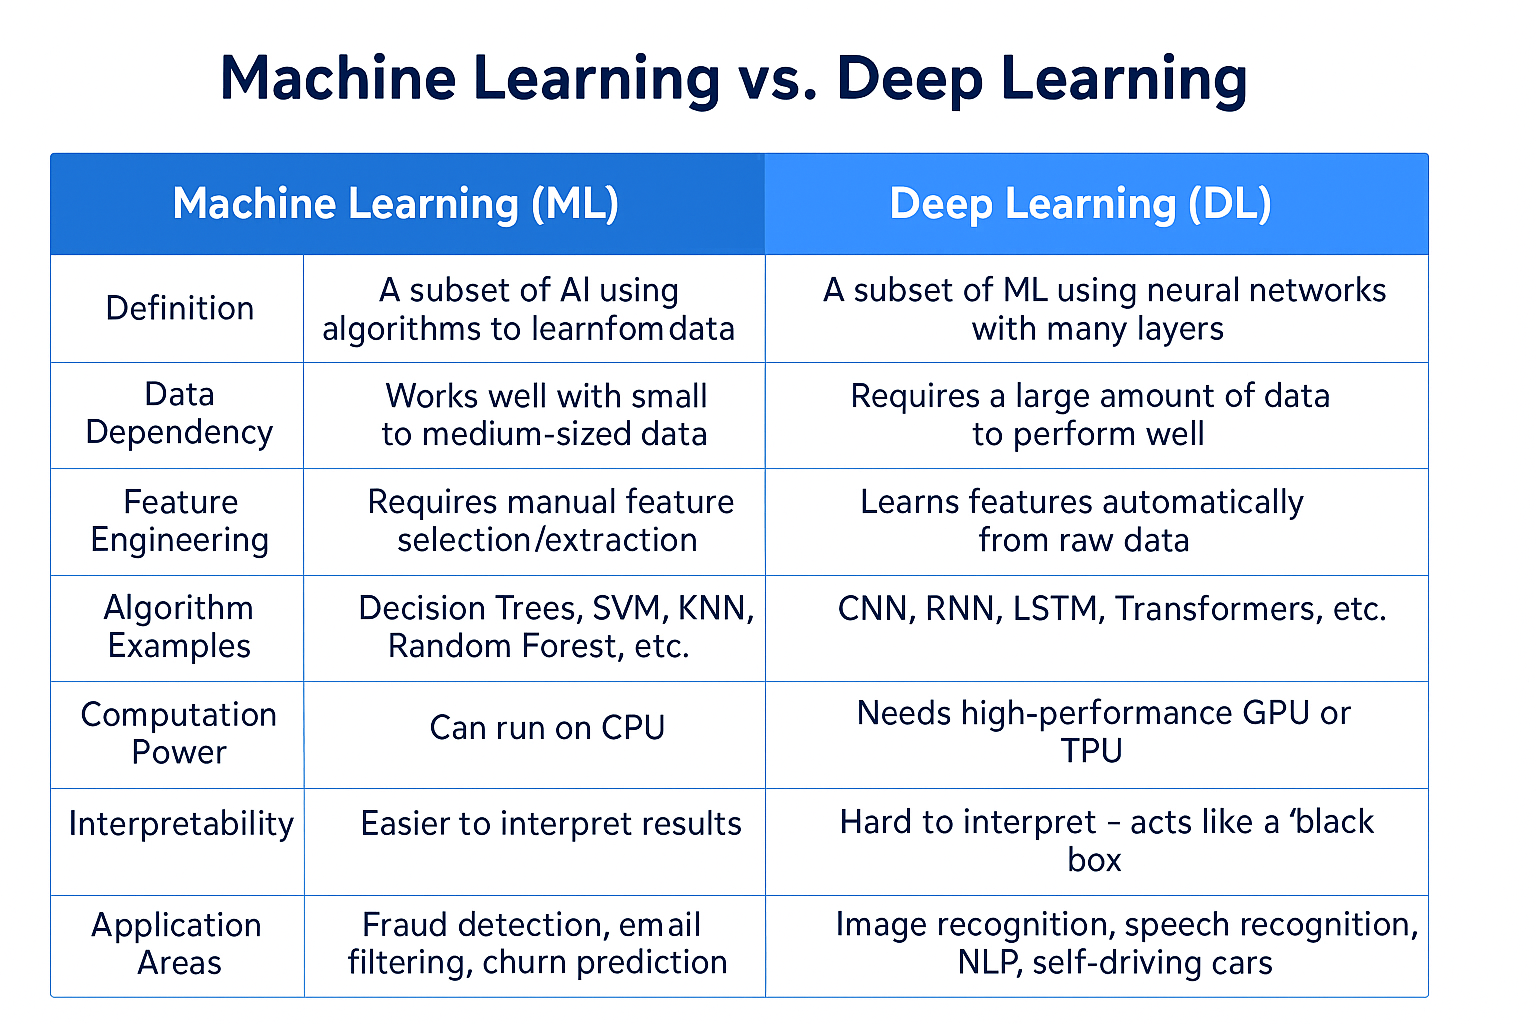 Machine Learning vs. Deep Learning
Machine Learning (ML)
Deep Learning (DL)
Definition
A subset of AI using
algorithms to learnfom data
A subset of ML using neural networks
with many layers
Data
Dependency
Works well with small
to medium-sized data
Requires a large amount of data
to perform well
Feature
Engineering
Requires manual feature
selection/extraction
Learns features automatically
from raw data
Algorithm
Examples
Decision Trees, SVM, KNN,
Random Forest, etc.
CNN, RNN, LSTM, Transformers, etc.
Computation
Power
Can run on CPU
Needs high-performance GPU or
TPU
Interpretability
Easier to interpret results
Hard to interpret – acts like a ‘black
box
Application
Areas
Fraud detection, email
filtering, churn prediction
Image recognition, speech recognition,
NLP, self-driving cars